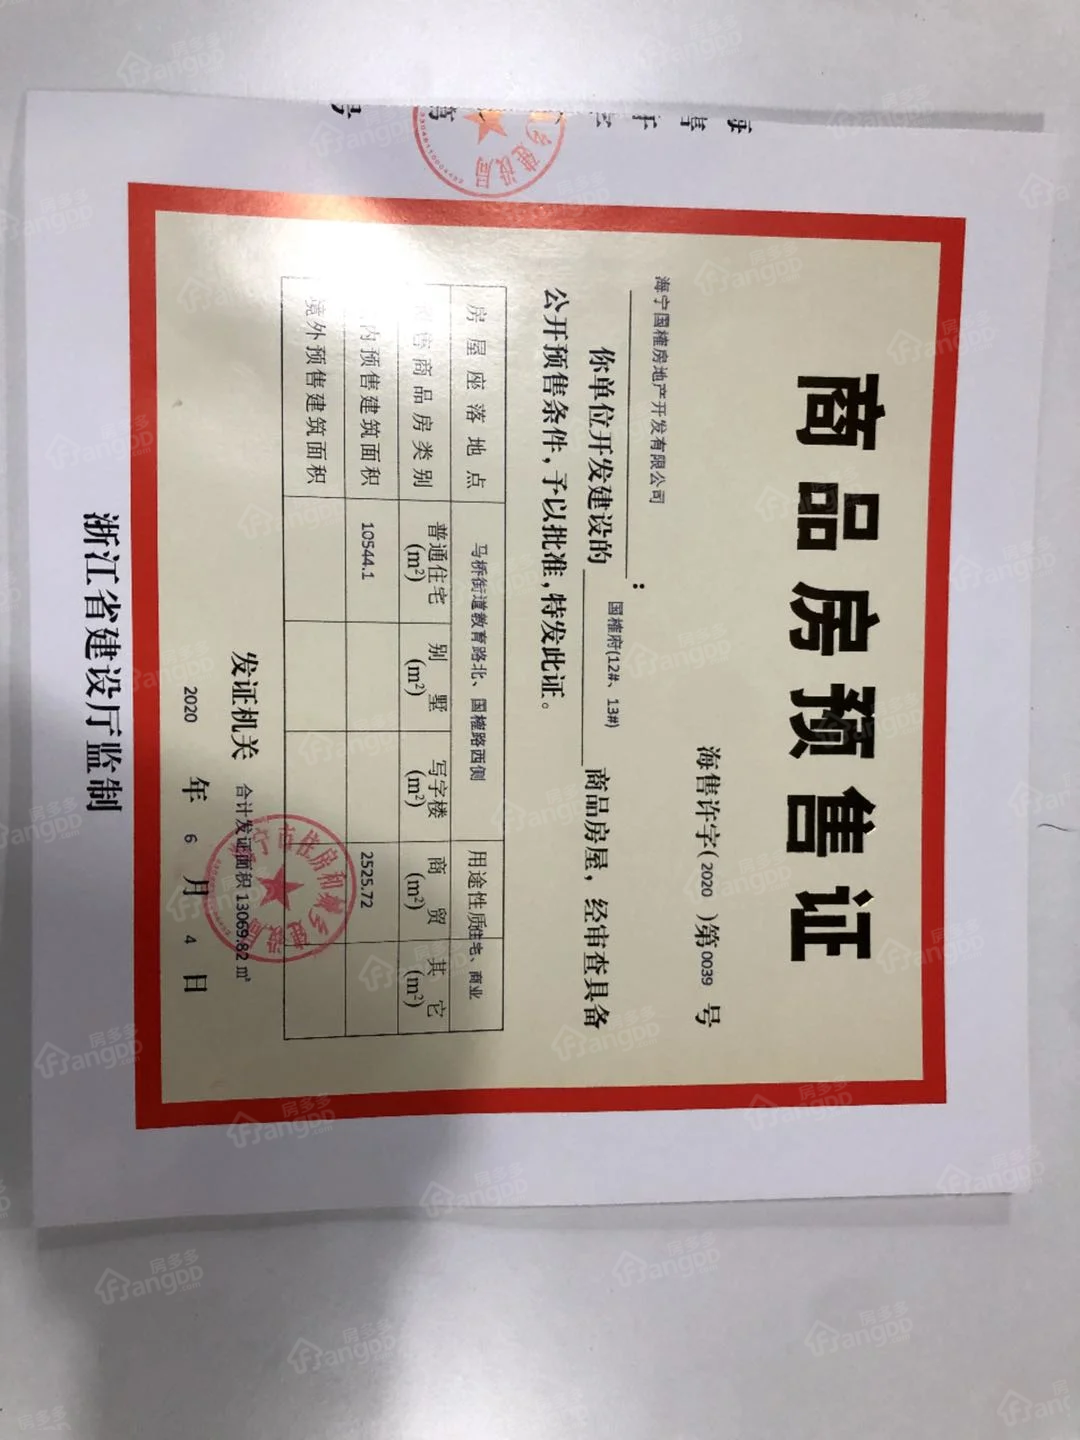 商品房预售证
海售许字(2020)第0039号
海宁国榷房地产开发有限公司:
你单位开发建设的 国榷府(12#、13#) 商品房屋，经审查具备
公开预售条件，予以批准，特发此证。
房屋座落地点 马桥街道教育路北、国榷路西侧 用途性质 住宅、商业
售商品房类别 普通住宅(m²) 别墅(m²) 写字楼(m²) 商贸(m²) 其它(m²)
内预售建筑面积 10544.1 2525.72
境外预售建筑面积
发证机关 合计发证面积 13069.82 ㎡
2020 年 6 月 4 日
浙江省建设厅监制
房多多
Fangdd.com